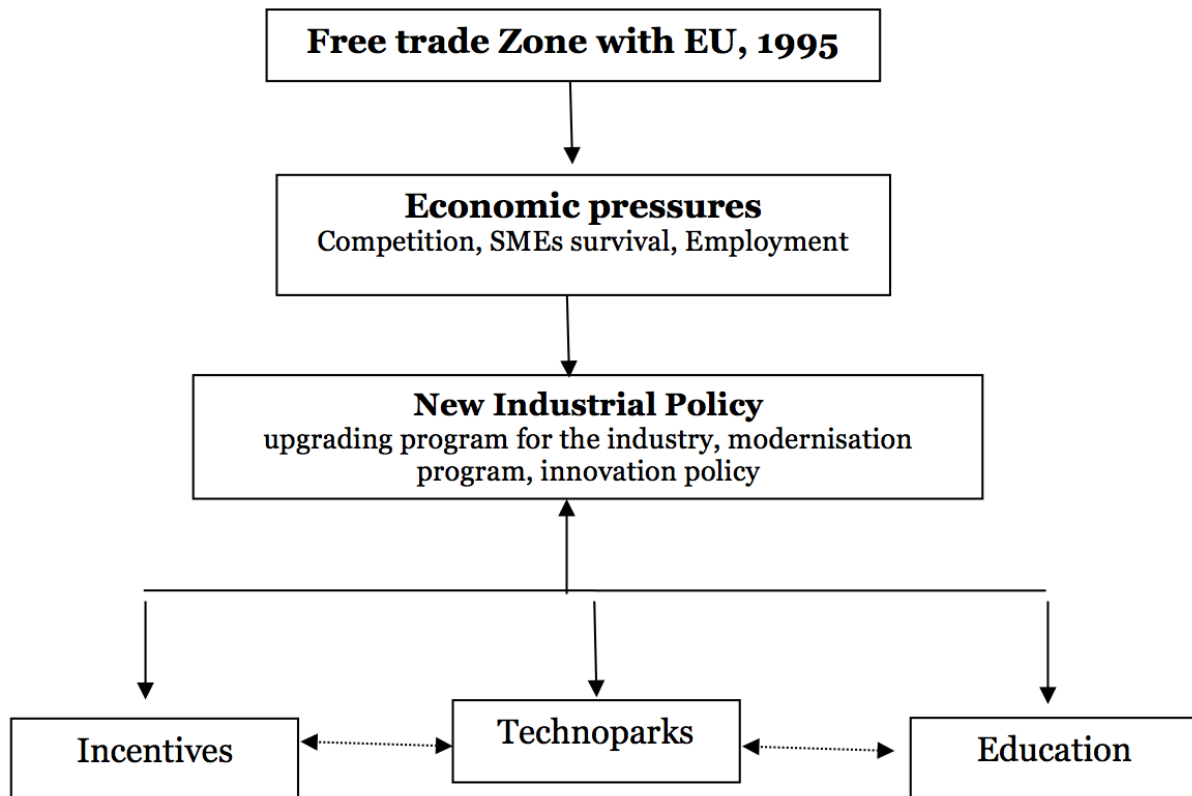 Free trade Zone with EU, 1995
Economic pressures
Competition, SMEs survival, Employment
New Industrial Policy
upgrading program for the industry, modernisation
program, innovation policy
Incentives
Technoparks
Education